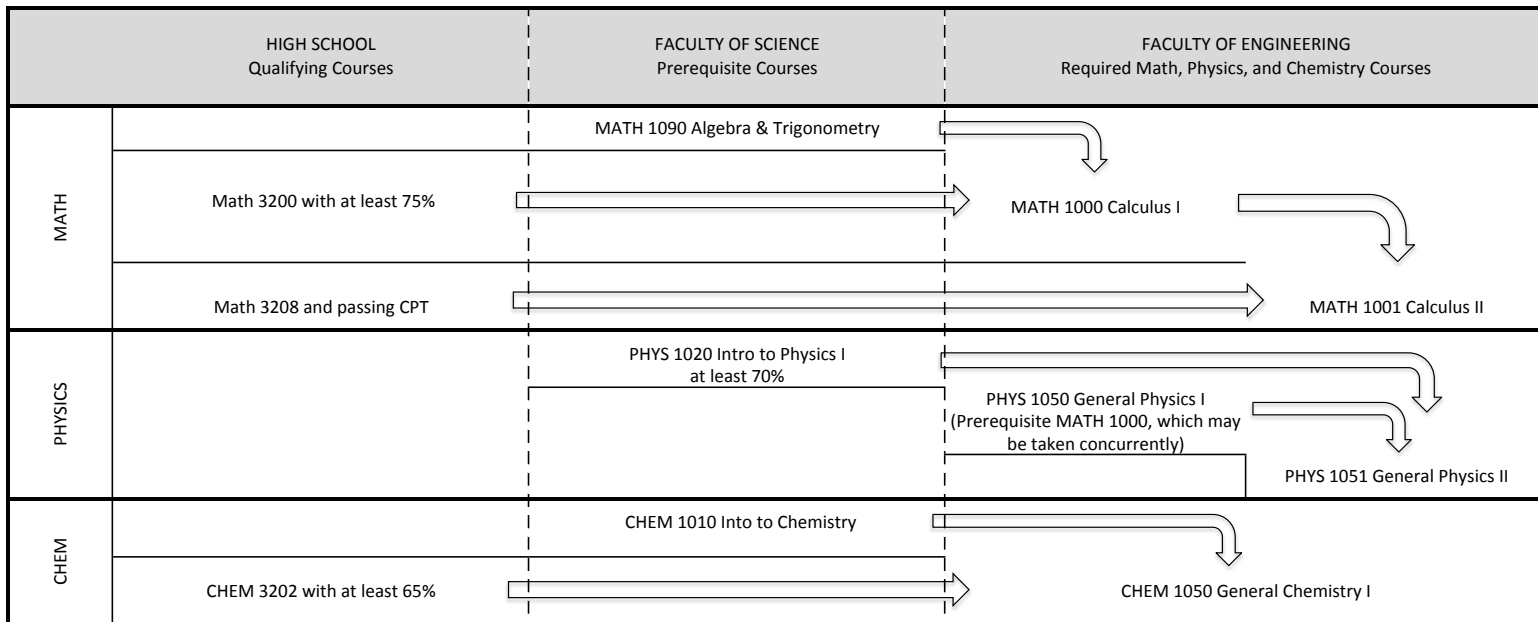 HIGH SCHOOL
Qualifying Courses
FACULTY OF SCIENCE
Prerequisite Courses
FACULTY OF ENGINEERING
Required Math, Physics, and Chemistry Courses
MATH
MATH 1090 Algebra & Trigonometry
Math 3200 with at least 75%
MATH 1000 Calculus I
Math 3208 and passing CPT
MATH 1001 Calculus II
PHYSICS
PHYS 1020 Intro to Physics I
at least 70%
PHYS 1050 General Physics I
(Prerequisite MATH 1000, which may
be taken concurrently)
PHYS 1051 General Physics II
CHEM
CHEM 1010 Into to Chemistry
CHEM 3202 with at least 65%
CHEM 1050 General Chemistry I